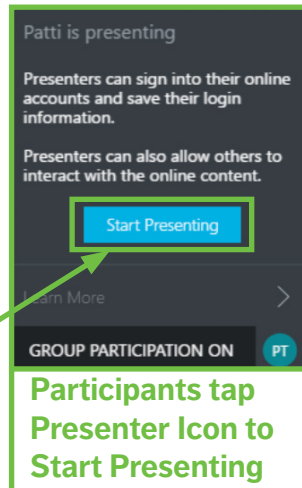 Patti is presenting
Presenters can sign into their online
accounts and save their login
information.
Presenters can also allow others to
interact with the online content.
Start Presenting
Learn More
GROUP PARTICIPATION ON
PT
Participants tap
Presenter Icon to
Start Presenting